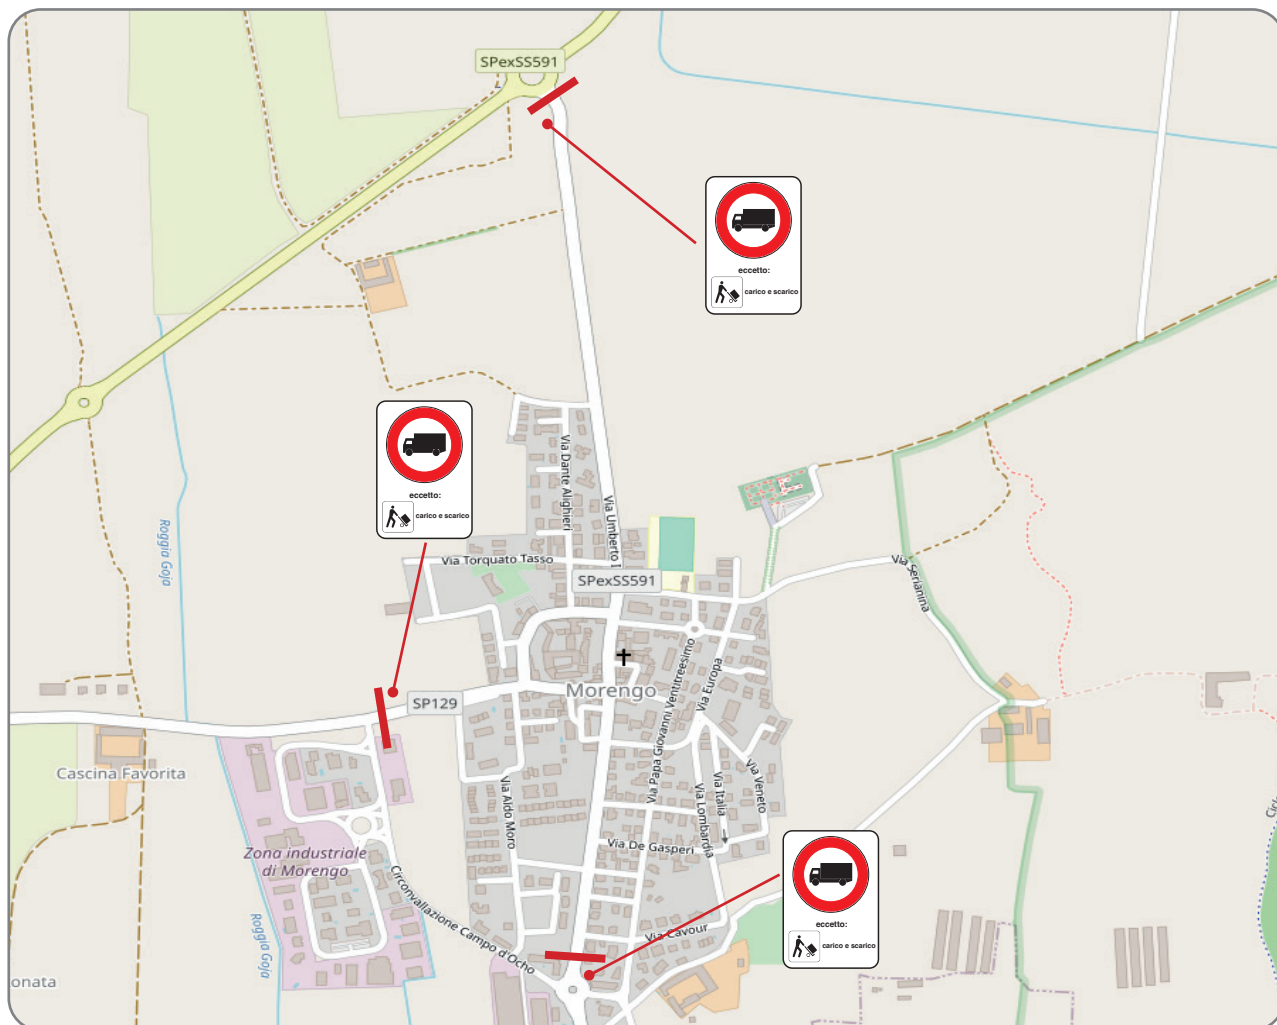 SPexSS591
eccetto:
carico e scarico
eccetto:
carico e scarico
Via Dante Alighieri
Via Umberto I
Roggia Goja
Via Torquato Tasso
SPexSS591
Via Serianina
Via Papa Giovanni Ventitreesimo
Via Europa
Morengo
SP129
Cascina Favorita
Via Aldo Moro
Via Lombardia
Via Italia
Via Veneto
Zona industriale
di Morengo
Via De Gasperi
Circonvallazione Campo d'Ocho
eccetto:
carico e scarico
Via Cavour
Roggia Goja
onata